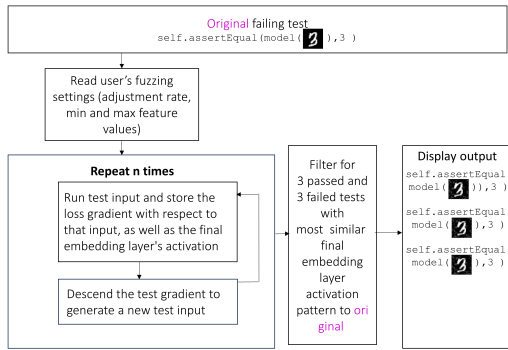 Original failing test
self.assertEqual(model( ),3 )
Read user's fuzzing
settings (adjustment rate,
min and max feature
values)
Repeat n times
Run test input and store the
loss gradient with respect to
that input, as well as the final
embedding layer's activation
Descend the test gradient to
generate a new test input
Filter for
3 passed and
3 failed tests
with
most similar
final
embedding
layer
activation
pattern to ori
ginal
Display output
self.assertEqual
model( )),3 )
self.assertEqual
model( ),3 )
self.assertEqual
model( ),3 )